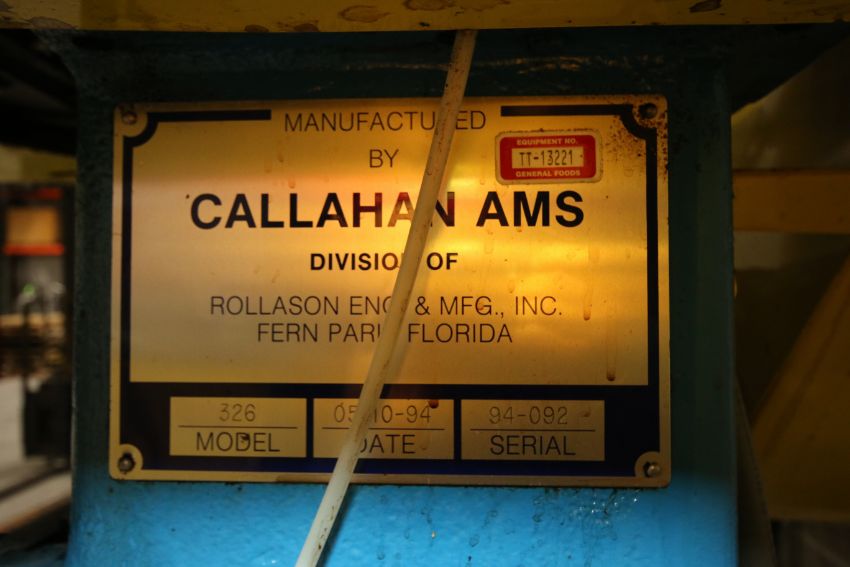 MANUFACTURED
BY
EQUIPMENT NO.
TT-13221
GENERAL FOODS
CALLAHAN AMS
DIVISION OF
ROLLASON ENG. & MFG., INC.
FERN PARK, FLORIDA
326
MODEL
05-10-94
DATE
94-092
SERIAL